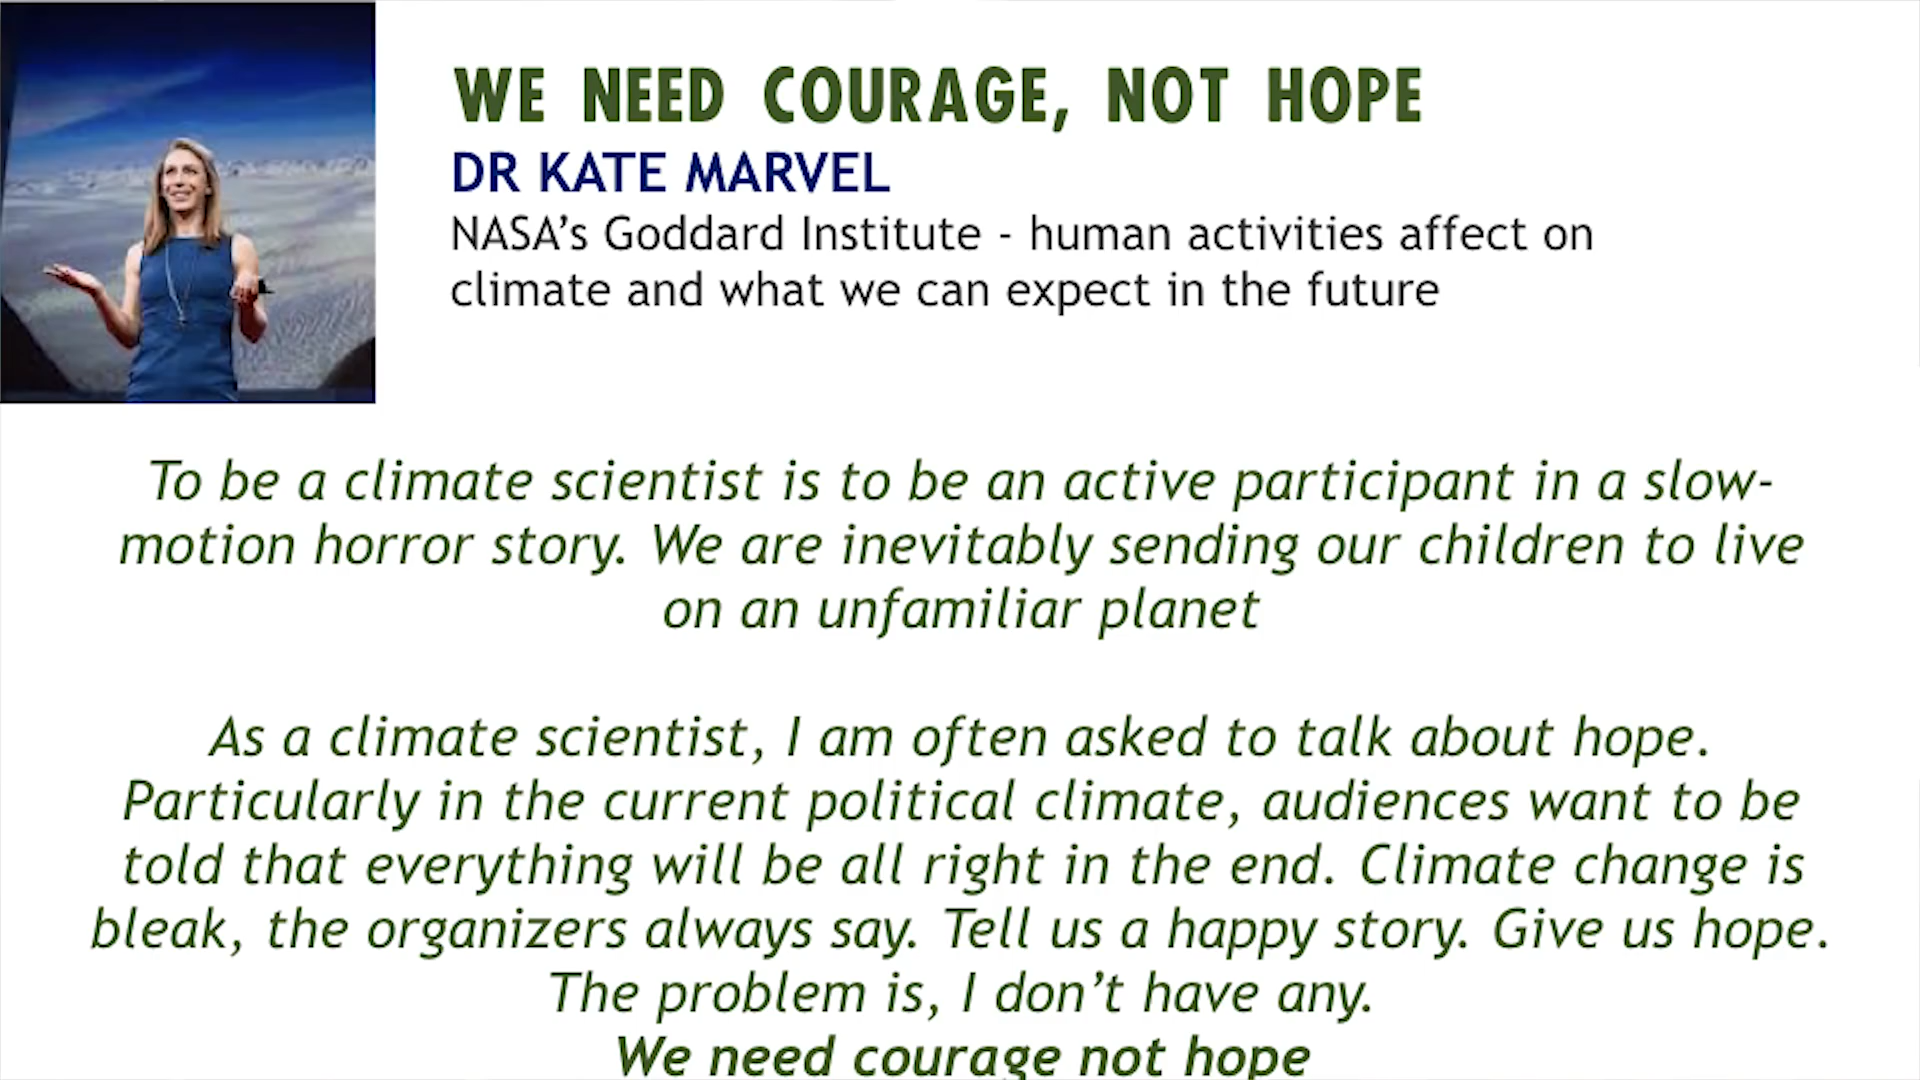 WE NEED COURAGE, NOT HOPE
DR KATE MARVEL
NASA’s Goddard Institute - human activities affect on
climate and what we can expect in the future
To be a climate scientist is to be an active participant in a slow-
motion horror story. We are inevitably sending our children to live
on an unfamiliar planet
As a climate scientist, I am often asked to talk about hope.
Particularly in the current political climate, audiences want to be
told that everything will be all right in the end. Climate change is
bleak, the organizers always say. Tell us a happy story. Give us hope.
The problem is, I don’t have any.
We need courage not hope